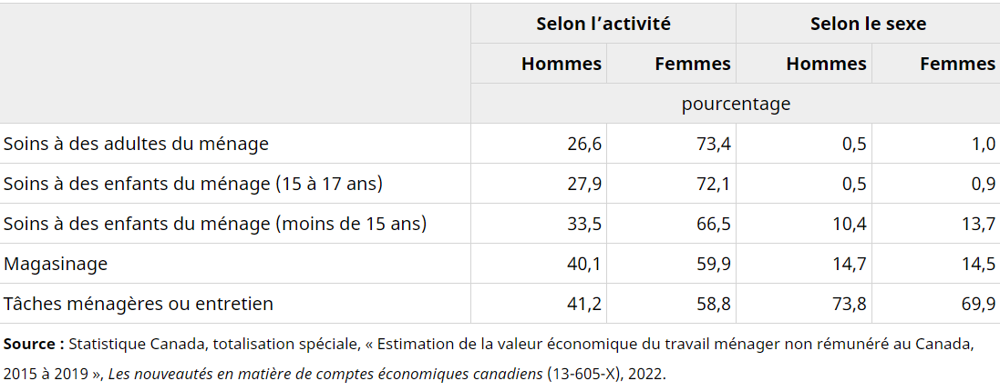 Selon l’activité Selon le sexe
Hommes Femmes Hommes Femmes
pourcentage
Soins à des adultes du ménage 26,6 73,4 0,5 1,0
Soins à des enfants du ménage (15 à 17 ans) 27,9 72,1 0,5 0,9
Soins à des enfants du ménage (moins de 15 ans) 33,5 66,5 10,4 13,7
Magasinage 40,1 59,9 14,7 14,5
Tâches ménagères ou entretien 41,2 58,8 73,8 69,9
Source : Statistique Canada, totalisation spéciale, « Estimation de la valeur économique du travail ménager non rémunéré au Canada,
2015 à 2019 », Les nouveautés en matière de comptes économiques canadiens (13-605-X), 2022.